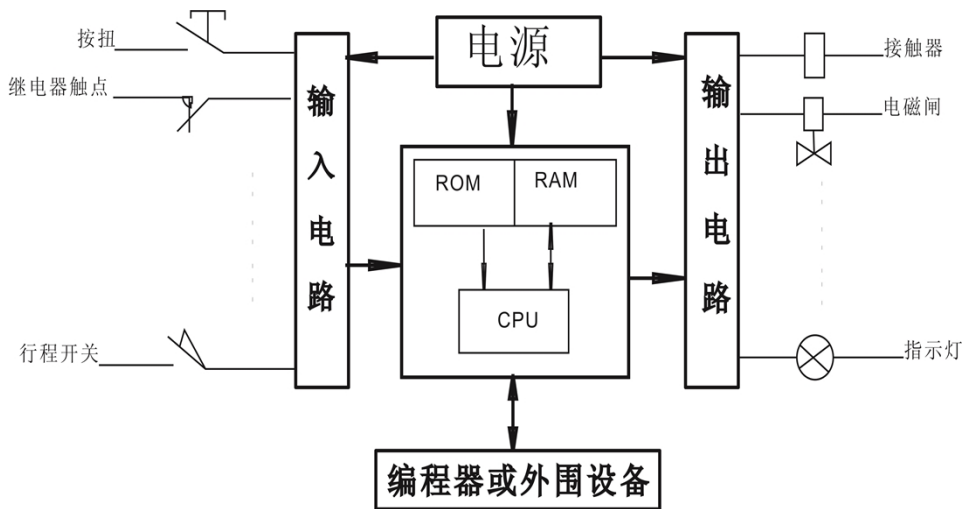 按扭
继电器触点
行程开关
输入电路
电源
ROM
RAM
CPU
编程器或外围设备
输出电路
接触器
电磁闸
指示灯